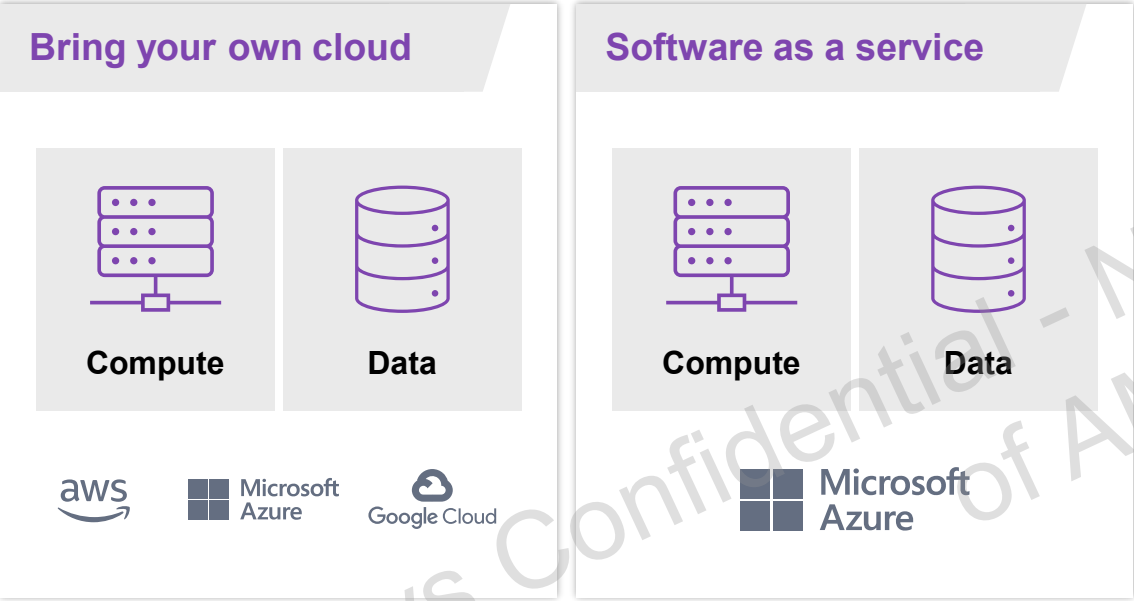 Bring your own cloud
Compute
Data
aws
Microsoft
Azure
Google Cloud
Software as a service
Compute
Data
Microsoft
Azure
Confidential -
of